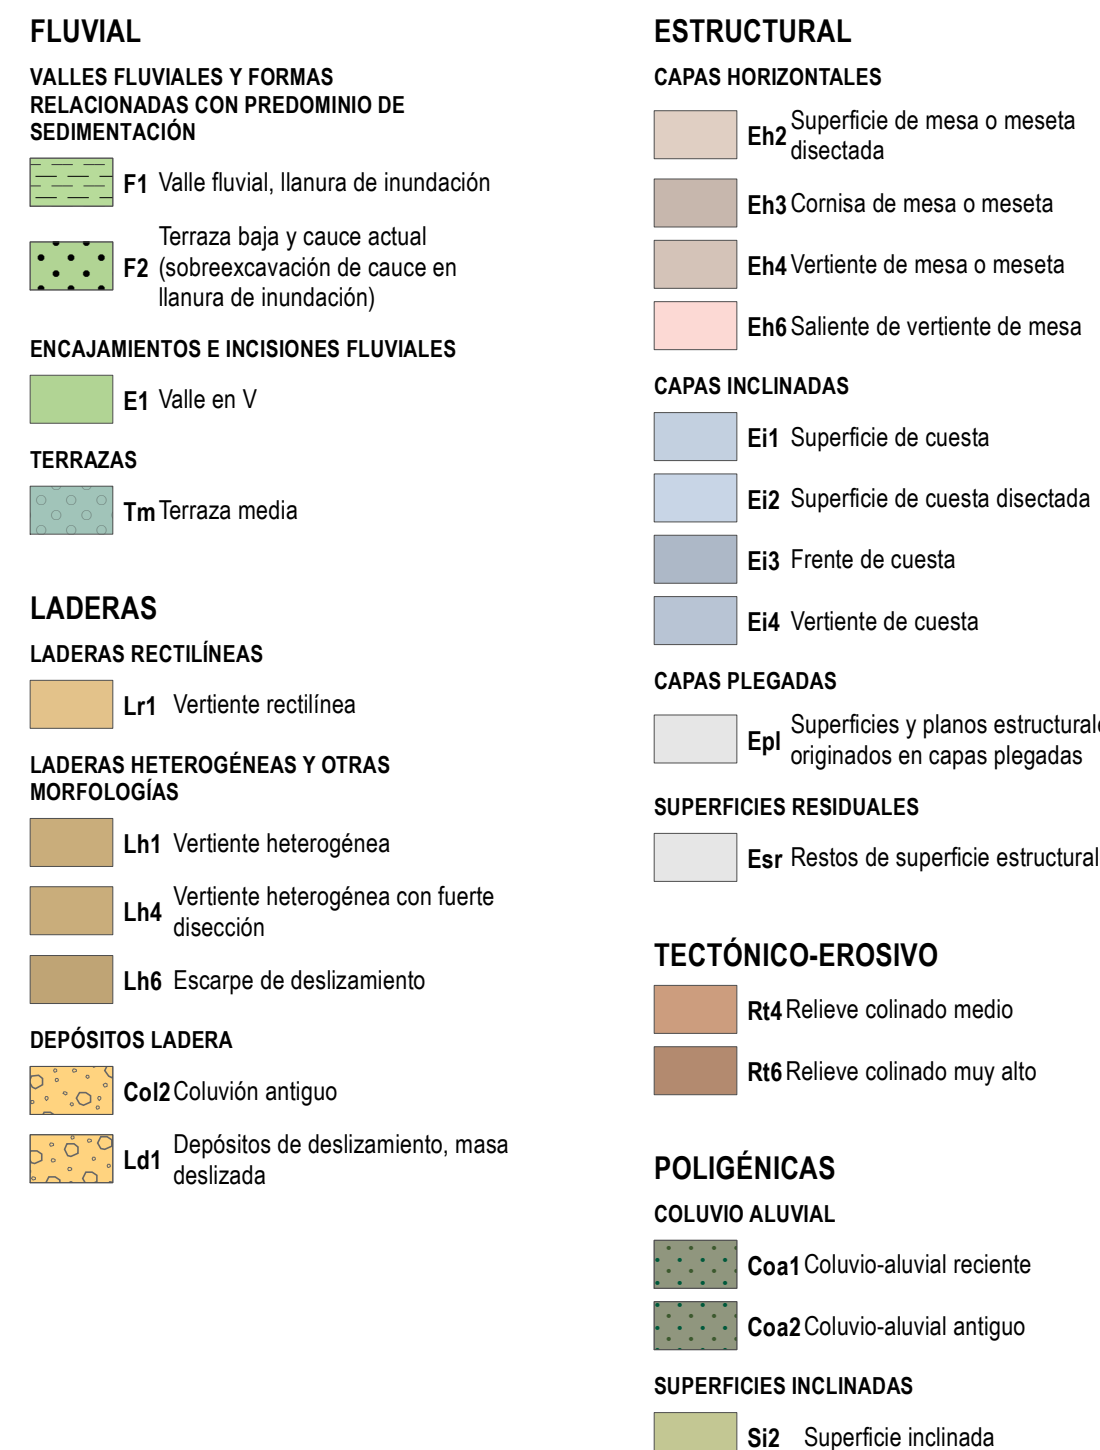 FLUVIAL
VALLES FLUVIALES Y FORMAS
RELACIONADAS CON PREDOMINIO DE
SEDIMENTACIÓN
F1 Valle fluvial, llanura de inundación
Terraza baja y cauce actual
F2 (sobreexcavación de cauce en
llanura de inundación)
ENCAJAMIENTOS E INCISIONES FLUVIALES
E1 Valle en V
TERRAZAS
Tm Terraza media
LADERAS
LADERAS RECTILÍNEAS
Lr1 Vertiente rectilínea
LADERAS HETEROGÉNEAS Y OTRAS
MORFOLOGÍAS
Lh1 Vertiente heterogénea
Lh4 Vertiente heterogénea con fuerte
disección
Lh6 Escarpe de deslizamiento
DEPÓSITOS LADERA
Col2 Coluvión antiguo
Ld1 Depósitos de deslizamiento, masa
deslizada
ESTRUCTURAL
CAPAS HORIZONTALES
Eh2 Superficie de mesa o meseta
disectada
Eh3 Cornisa de mesa o meseta
Eh4 Vertiente de mesa o meseta
Eh6 Saliente de vertiente de mesa
CAPAS INCLINADAS
Ei1 Superficie de cuesta
Ei2 Superficie de cuesta disectada
Ei3 Frente de cuesta
Ei4 Vertiente de cuesta
CAPAS PLEGADAS
Epl Superficies y planos estructurale
originados en capas plegadas
SUPERFICIES RESIDUALES
Esr Restos de superficie estructural
TECTÓNICO-EROSIVO
Rt4 Relieve colinado medio
Rt6 Relieve colinado muy alto
POLIGÉNICAS
COLUVIO ALUVIAL
Coa1 Coluvio-aluvial reciente
Coa2 Coluvio-aluvial antiguo
SUPERFICIES INCLINADAS
Si2 Superficie inclinada